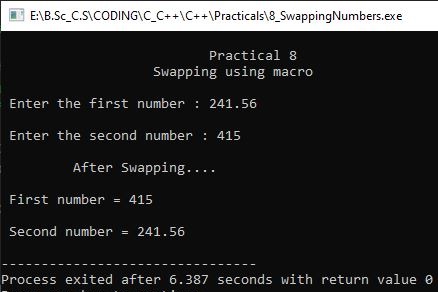 E:\B.Sc_C.S\CODING\C_C++\C++\Practicals\8_SwappingNumbers.exe
Practical 8
Swapping using macro
Enter the first number : 241.56
Enter the second number : 415
After Swapping....
First number = 415
Second number = 241.56
--------------------------------
Process exited after 6.387 seconds with return value 0